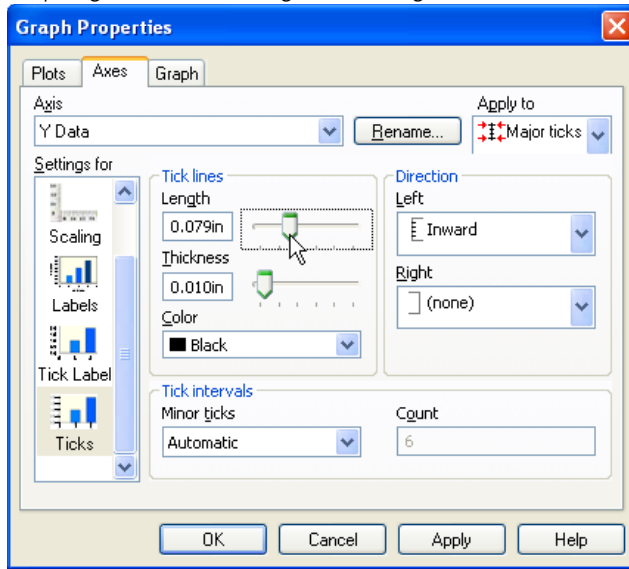 Graph Properties
Plots Axes Graph
Axis
Apply to
Y Data
Rename...
Major ticks
Settings for
Scaling
Labels
Tick Label
Ticks
Tick lines
Length
0.079in
Thickness
0.010in
Color
Black
Direction
Left
Inward
Right
(none)
Tick intervals
Minor ticks
Count
Automatic
6
OK Cancel Apply Help